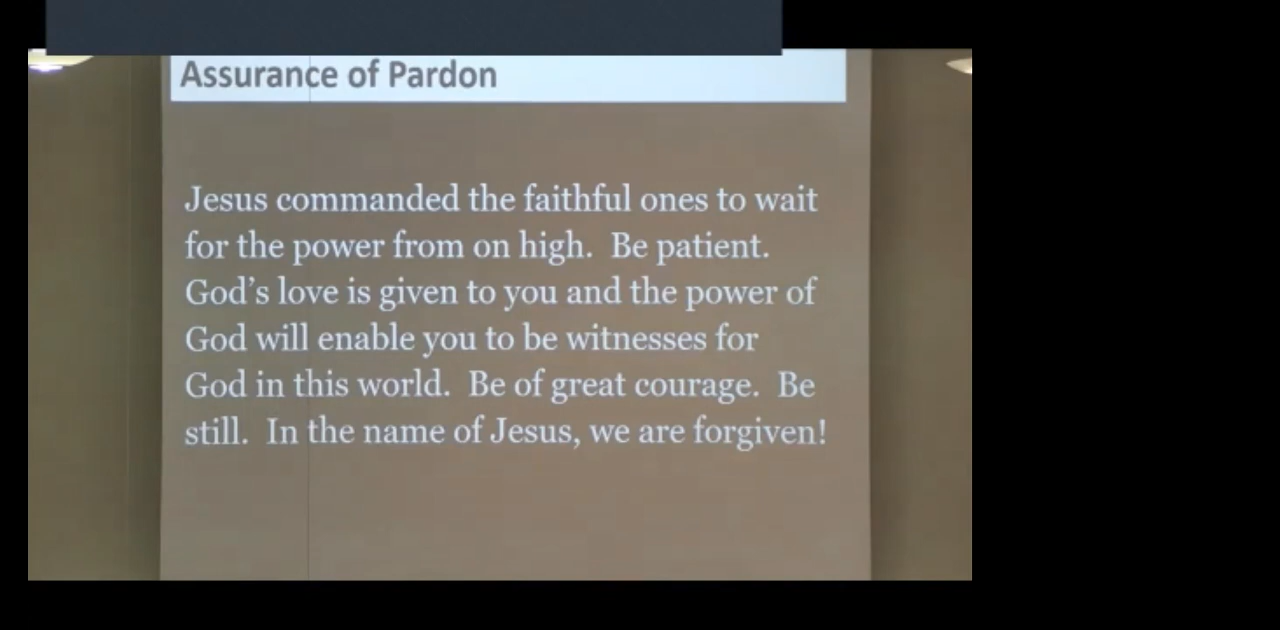 Assurance of Pardon
Jesus commanded the faithful ones to wait
for the power from on high.  Be patient.
God’s love is given to you and the power of
God will enable you to be witnesses for
God in this world.  Be of great courage.  Be
still.  In the name of Jesus, we are forgiven!